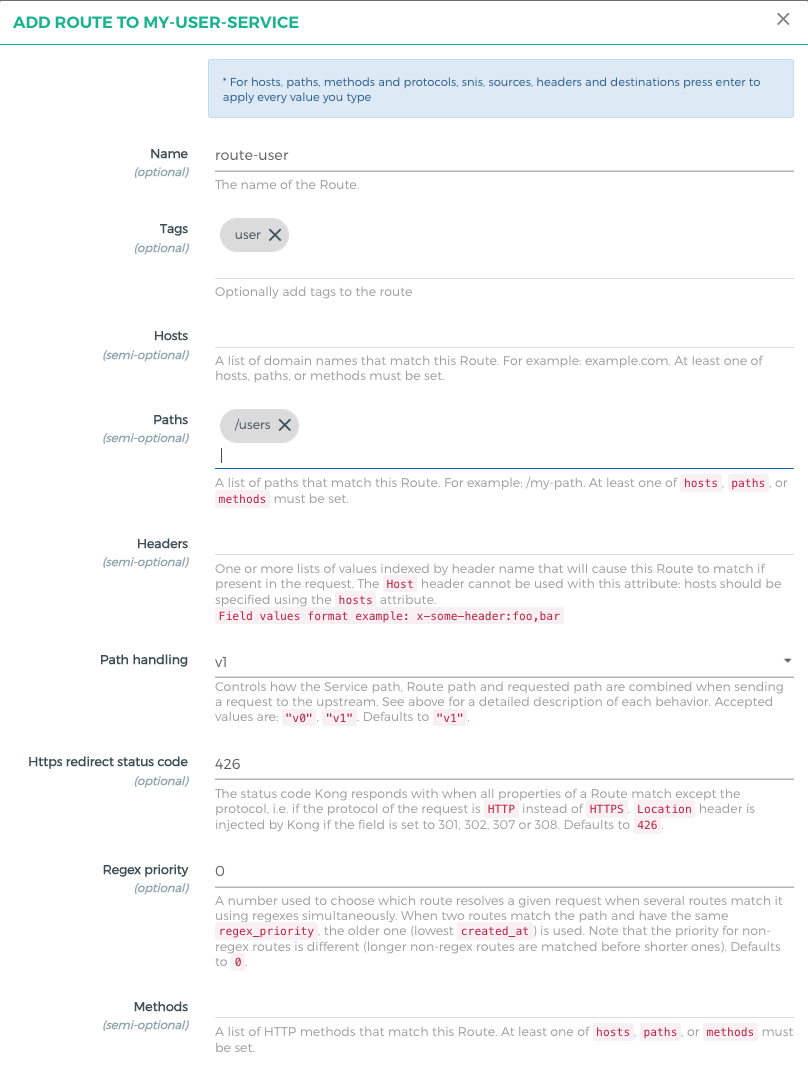 ADD ROUTE TO MY-USER-SERVICE
* For hosts, paths, methods and protocols, snis, sources, headers and destinations press enter to
apply every value you type
Name
(optional)
route-user
The name of the Route.
Tags
(optional)
user
Optionally add tags to the route
Hosts
(semi-optional)
A list of domain names that match this Route. For example: example.com. At least one of
hosts, paths, or methods must be set.
Paths
(semi-optional)
/users
A list of paths that match this Route. For example: /my-path. At least one of hosts, paths, or
methods must be set.
Headers
(semi-optional)
One or more lists of values indexed by header name that will cause this Route to match if
present in the request. The Host header cannot be used with this attribute: hosts should be
specified using the hosts attribute.
Field values format example: x-some-header:foo,bar
Path handling
v1
Controls how the Service path, Route path and requested path are combined when sending
a request to the upstream. See above for a detailed description of each behavior. Accepted
values are: "v0", "v1". Defaults to "v1".
Https redirect status code
(optional)
426
The status code Kong responds with when all properties of a Route match except the
protocol, i.e. if the protocol of the request is HTTP instead of HTTPS. Location header is
injected by Kong if the field is set to 301, 302, 307 or 308. Defaults to 426.
Regex priority
(optional)
0
A number used to choose which route resolves a given request when several routes match it
using regexes simultaneously. When two routes match the path and have the same
regex_priority, the older one (lowest created_at) is used. Note that the priority for non-
regex routes is different (longer non-regex routes are matched before shorter ones). Defaults
to 0.
Methods
(semi-optional)
A list of HTTP methods that match this Route. At least one of hosts, paths, or methods must
be set.